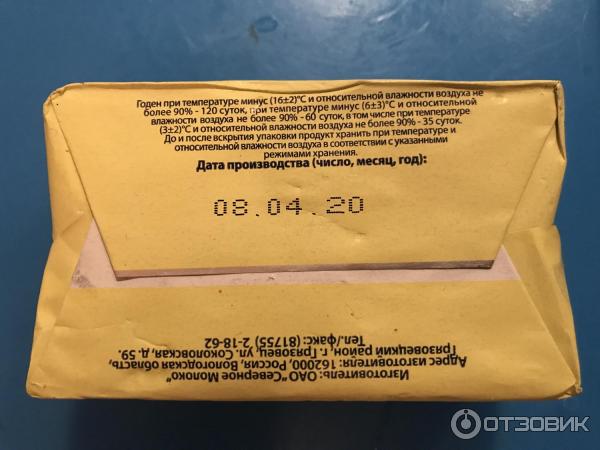 Годен при температуре минус (16±2)°С и относительной влажности воздуха не
более 90% - 120 суток, при температуре минус (6±3)°С и относительной
влажности воздуха не более 90% - 60 суток, в том числе при температуре
(3±2)°С и относительной влажности воздуха не более 90% - 35 суток.
До и после вскрытия упаковки продукт хранить при температуре и
относительной влажности воздуха в соответствии с указанными
режимами хранения.
Дата производства (число, месяц, год):
08.04.20
Изготовитель: ОАО "Северное Молоко"
Адрес изготовителя: 162000, Россия, Вологодская область,
Грязовецкий район, г. Грязовец, ул. Соколовская, д. 59.
Тел./факс: (81755) 2-18-62
ОТЗОВИК